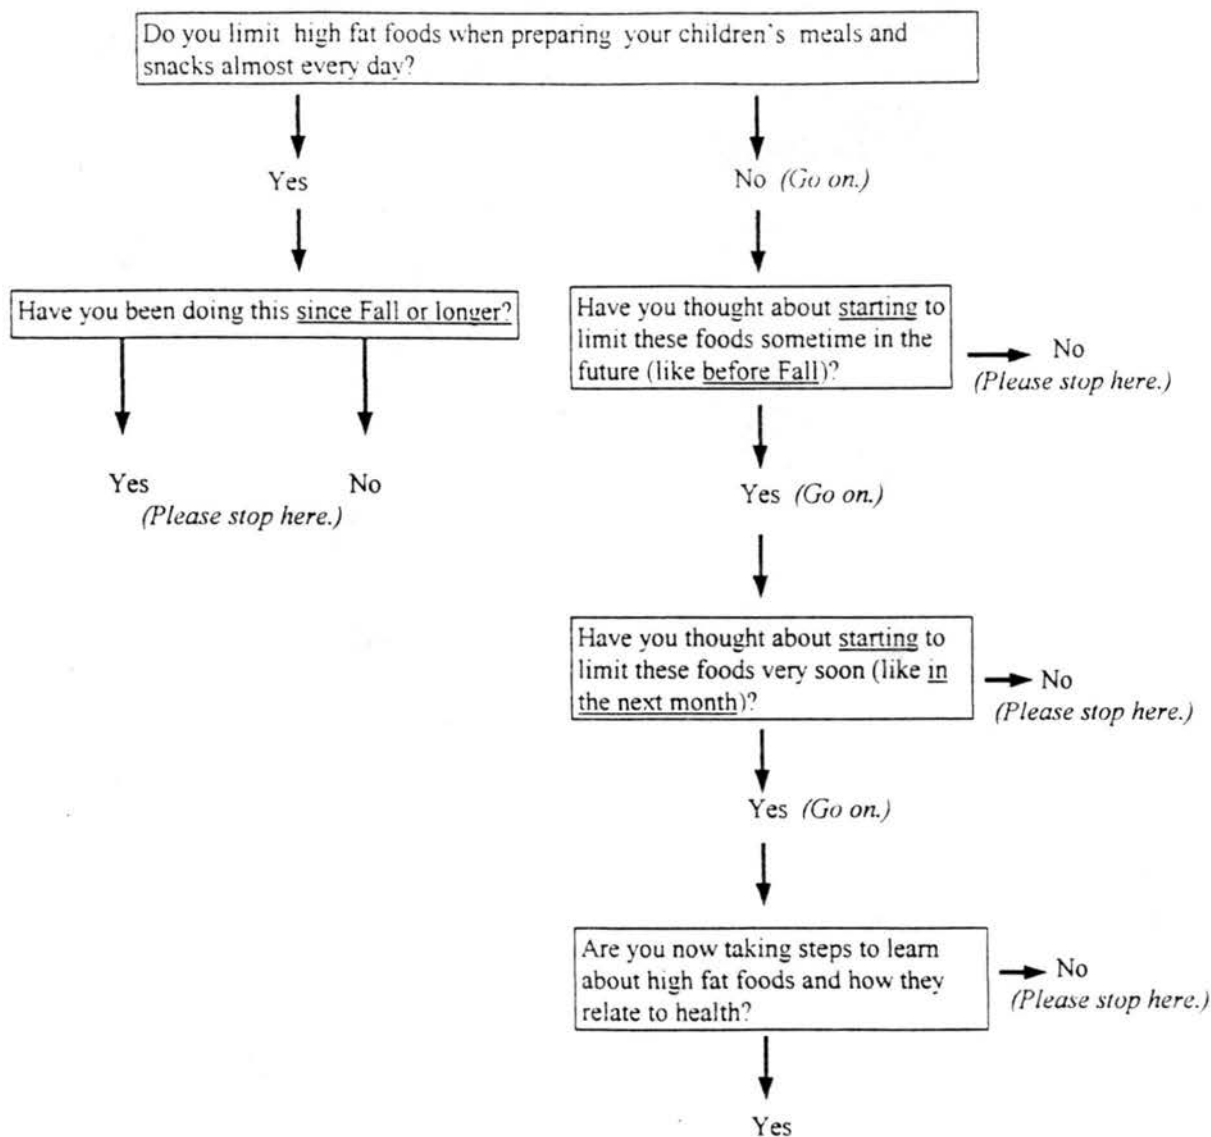 Do you limit high fat foods when preparing your children's meals and
snacks almost every day?
Yes
No (Go on.)
Have you been doing this since Fall or longer?
Yes
No
(Please stop here.)
Have you thought about starting to
limit these foods sometime in the
future (like before Fall)?
No
(Please stop here.)
Yes (Go on.)
Have you thought about starting to
limit these foods very soon (like in
the next month)?
No
(Please stop here.)
Yes (Go on.)
Are you now taking steps to learn
about high fat foods and how they
relate to health?
No
(Please stop here.)
Yes